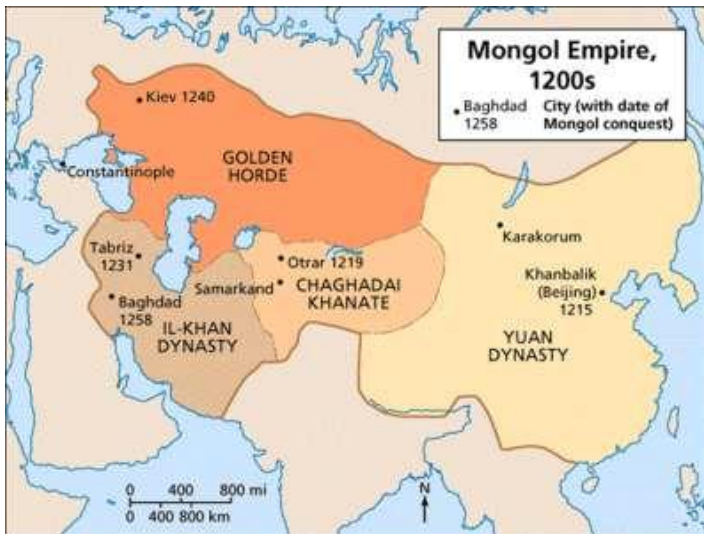 Mongol Empire,
1200s
Baghdad
1258
City (with date of
Mongol conquest)
Kiev 1240
GOLDEN
HORDE
Constantinople
Karakorum
Tabriz
1231
Otrar 1219
Samarkand
CHAGHADAI
KHANATE
Khanbalik
(Beijing)
1215
Baghdad
1258
IL-KHAN
DYNASTY
YUAN
DYNASTY
0 400 800 mi
0 400 800 km
N